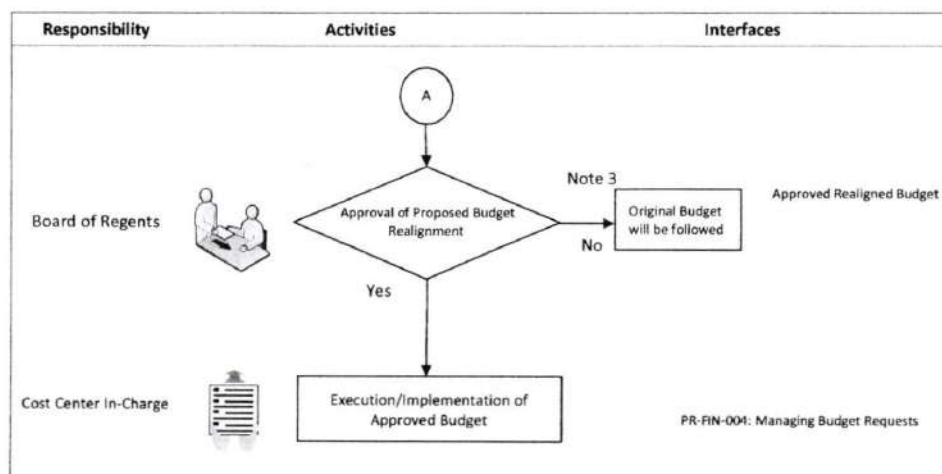 Responsibility Activities Interfaces
A
Note 3
Approved Realigned Budget
Board of Regents
Approval of Proposed Budget
Realignment
Original Budget
will be followed
No
Yes
Cost Center In-Charge
Execution/Implementation of
Approved Budget
PR-FIN-004: Managing Budget Requests